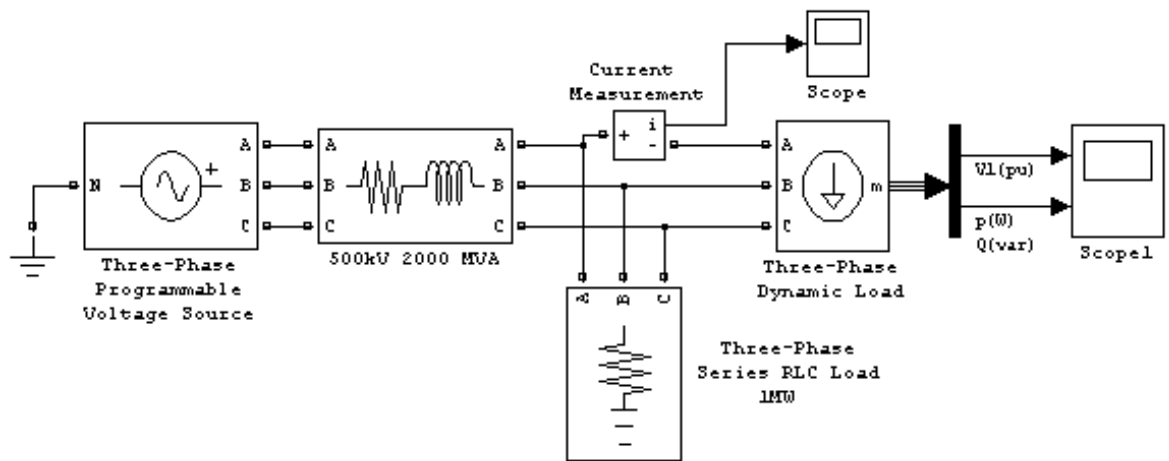 Current
Measurement
Scope
i
+
-
A
A
A
A
+
N
B
B
B
B
m
C
C
C
C
V1(pu)
p(W)
Q(var)
Scope1
Three-Phase
Programmable
Voltage Source
500kV 2000 MVA
Three-Phase
Dynamic Load
A
B
C
Three-Phase
Series RLC Load
1MW